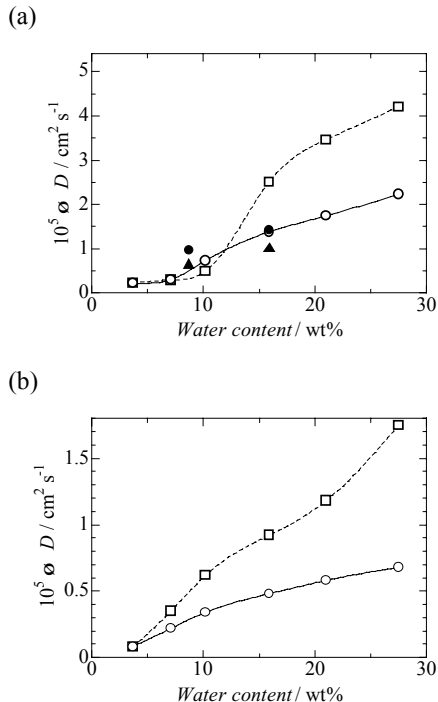 (a)
10⁵ ø D / cm² s⁻¹
5
4
3
2
1
0
0 10 20 30
Water content / wt%
(b)
10⁵ ø D / cm² s⁻¹
1.5
1
0.5
0
0 10 20 30
Water content / wt%